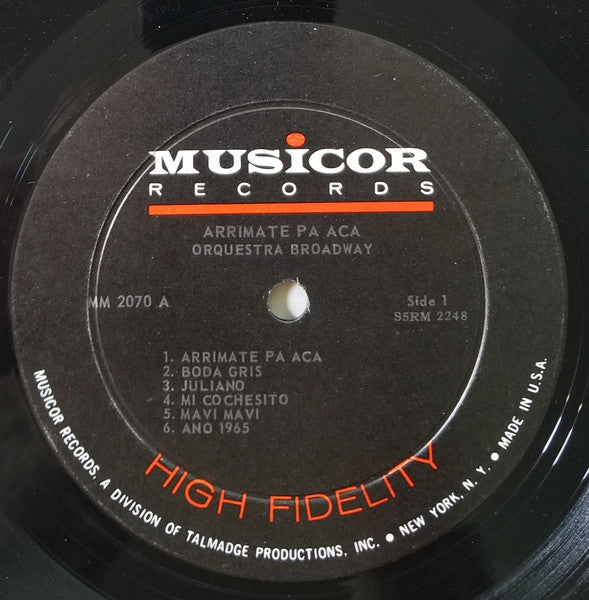 MUSICOR
RECORDS
ARRIMATE PA ACA
ORQUESTRA BROADWAY
MM 2070 A
Side 1
S5RM 2248
1. ARRIMATE PA ACA
2. BODA GRIS
3. JULIANO
4. MI COCHESITO
5. MAVI MAVI
6. ANO 1965
HIGH FIDELITY
MUSICOR RECORDS, A DIVISION OF TALMADGE PRODUCTIONS, INC. • NEW YORK, N. Y. • MADE IN U.S.A.